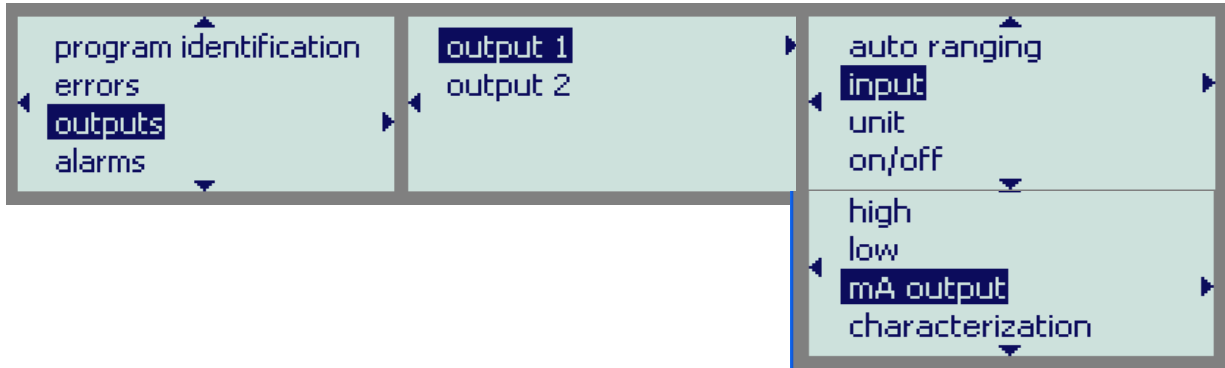 program identification
errors
outputs
alarms
output 1
output 2
auto ranging
input
unit
on/off
high
low
mA output
characterization